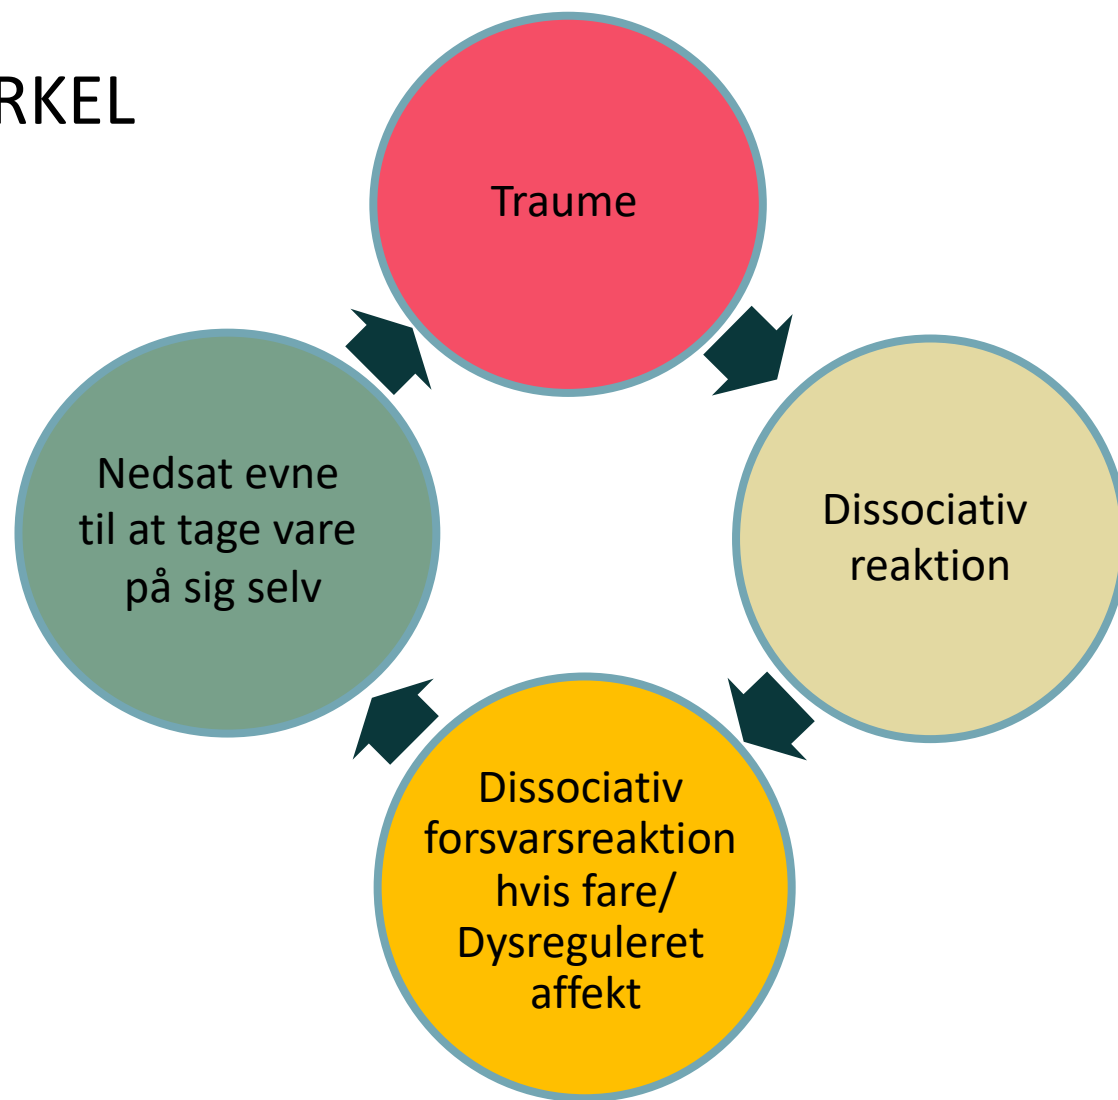 RKEL
Traume
Dissociativ
reaktion
Dissociativ
forsvarsreaktion
hvis fare/
Dysreguleret
affekt
Nedsat evne
til at tage vare
på sig selv